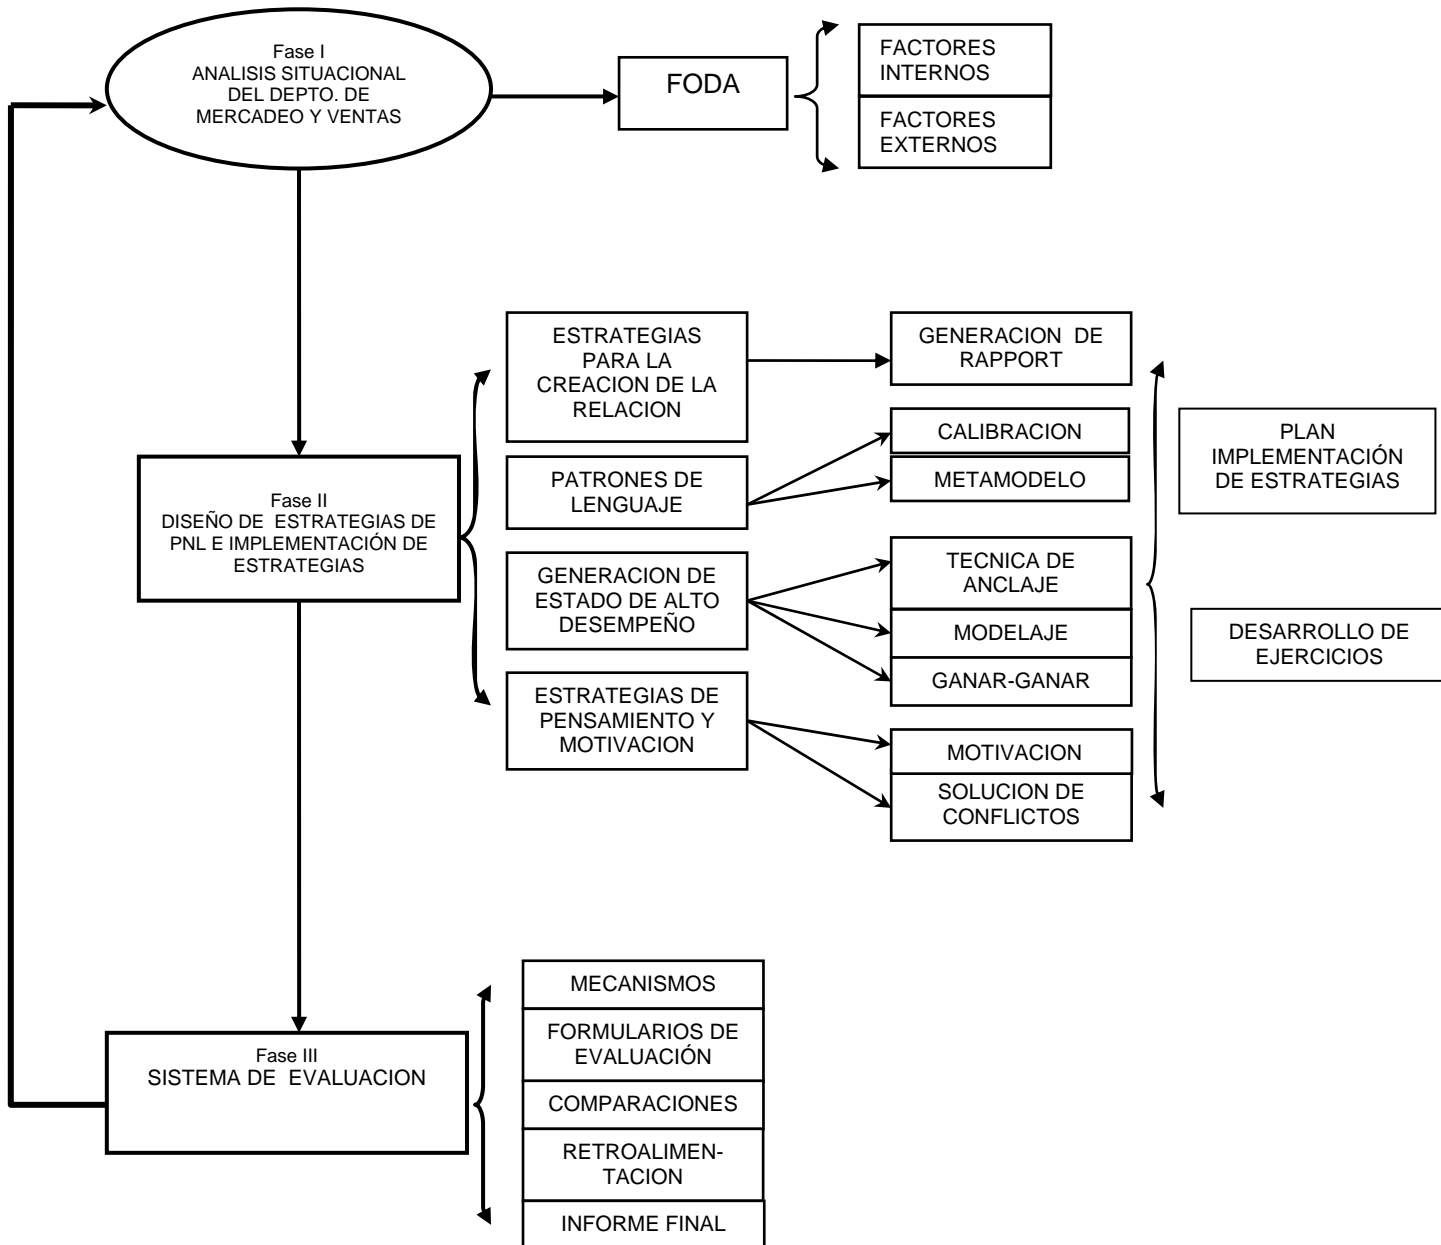 Fase I
ANALISIS SITUACIONAL
DEL DEPTO. DE
MERCADEO Y VENTAS
FODA
FACTORES
INTERNOS
FACTORES
EXTERNOS
Fase II
DISEÑO DE ESTRATEGIAS DE
PNL E IMPLEMENTACIÓN DE
ESTRATEGIAS
ESTRATEGIAS
PARA LA
CREACION DE LA
RELACION
PATRONES DE
LENGUAJE
GENERACION DE
ESTADO DE ALTO
DESEMPEÑO
ESTRATEGIAS DE
PENSAMIENTO Y
MOTIVACION
GENERACION DE
RAPPORT
CALIBRACION
METAMODELO
TECNICA DE
ANCLAJE
MODELAJE
GANAR-GANAR
MOTIVACION
SOLUCION DE
CONFLICTOS
PLAN
IMPLEMENTACIÓN
DE ESTRATEGIAS
DESARROLLO DE
EJERCICIOS
Fase III
SISTEMA DE EVALUACION
MECANISMOS
FORMULARIOS DE
EVALUACIÓN
COMPARACIONES
RETROALIMEN-
TACION
INFORME FINAL